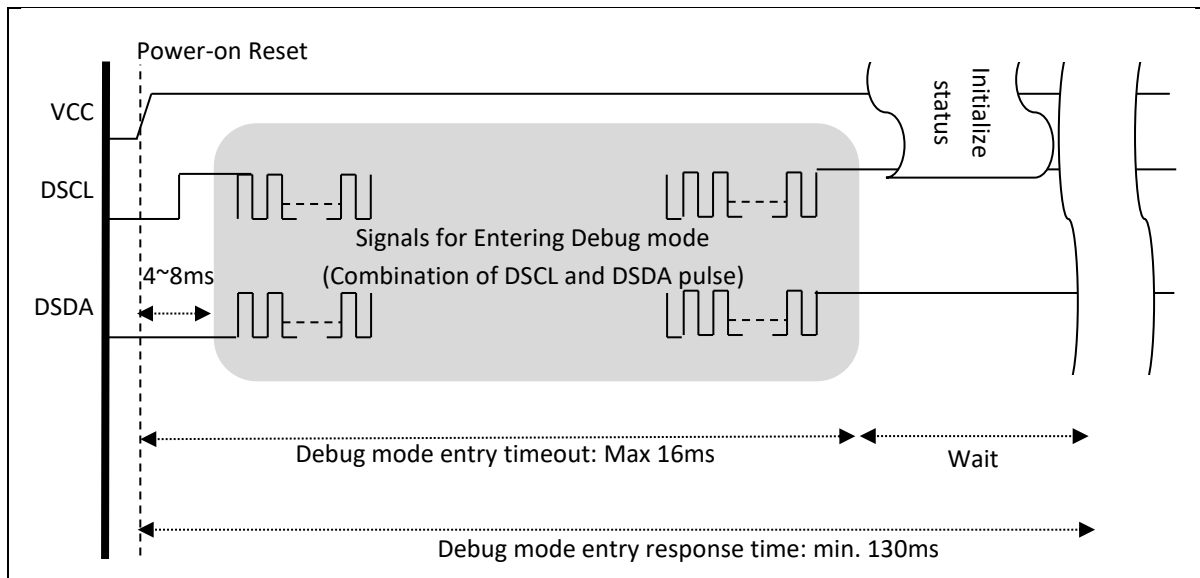 Power-on Reset
VCC
Initialize
status
DSCL
Signals for Entering Debug mode
(Combination of DSCL and DSDA pulse)
4~8ms
DSDA
Debug mode entry timeout: Max 16ms
Wait
Debug mode entry response time: min. 130ms